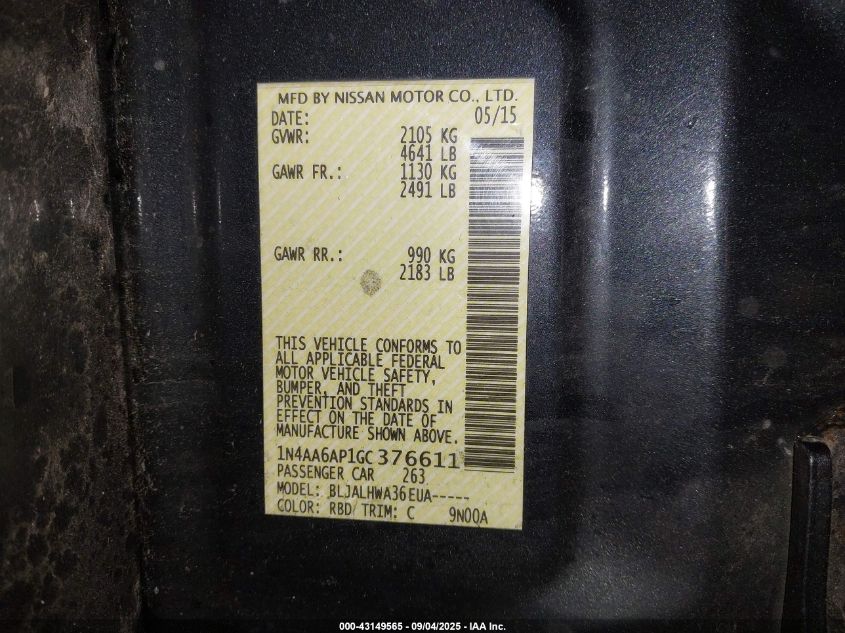 MFD BY NISSAN MOTOR CO., LTD.
DATE: 05/15
GVWR: 2105 KG
4641 LB
GAWR FR.: 1130 KG
2491 LB
GAWR RR.: 990 KG
2183 LB
THIS VEHICLE CONFORMS TO
ALL APPLICABLE FEDERAL
MOTOR VEHICLE SAFETY,
BUMPER, AND THEFT
PREVENTION STANDARDS IN
EFFECT ON THE DATE OF
MANUFACTURE SHOWN ABOVE.
1N4AA6AP1GC376611
PASSENGER CAR 263
MODEL: BLJALHWA36EUA-----
COLOR: RBD TRIM: C 9N00A
000-43149565 - 09/04/2025 - IAA Inc.